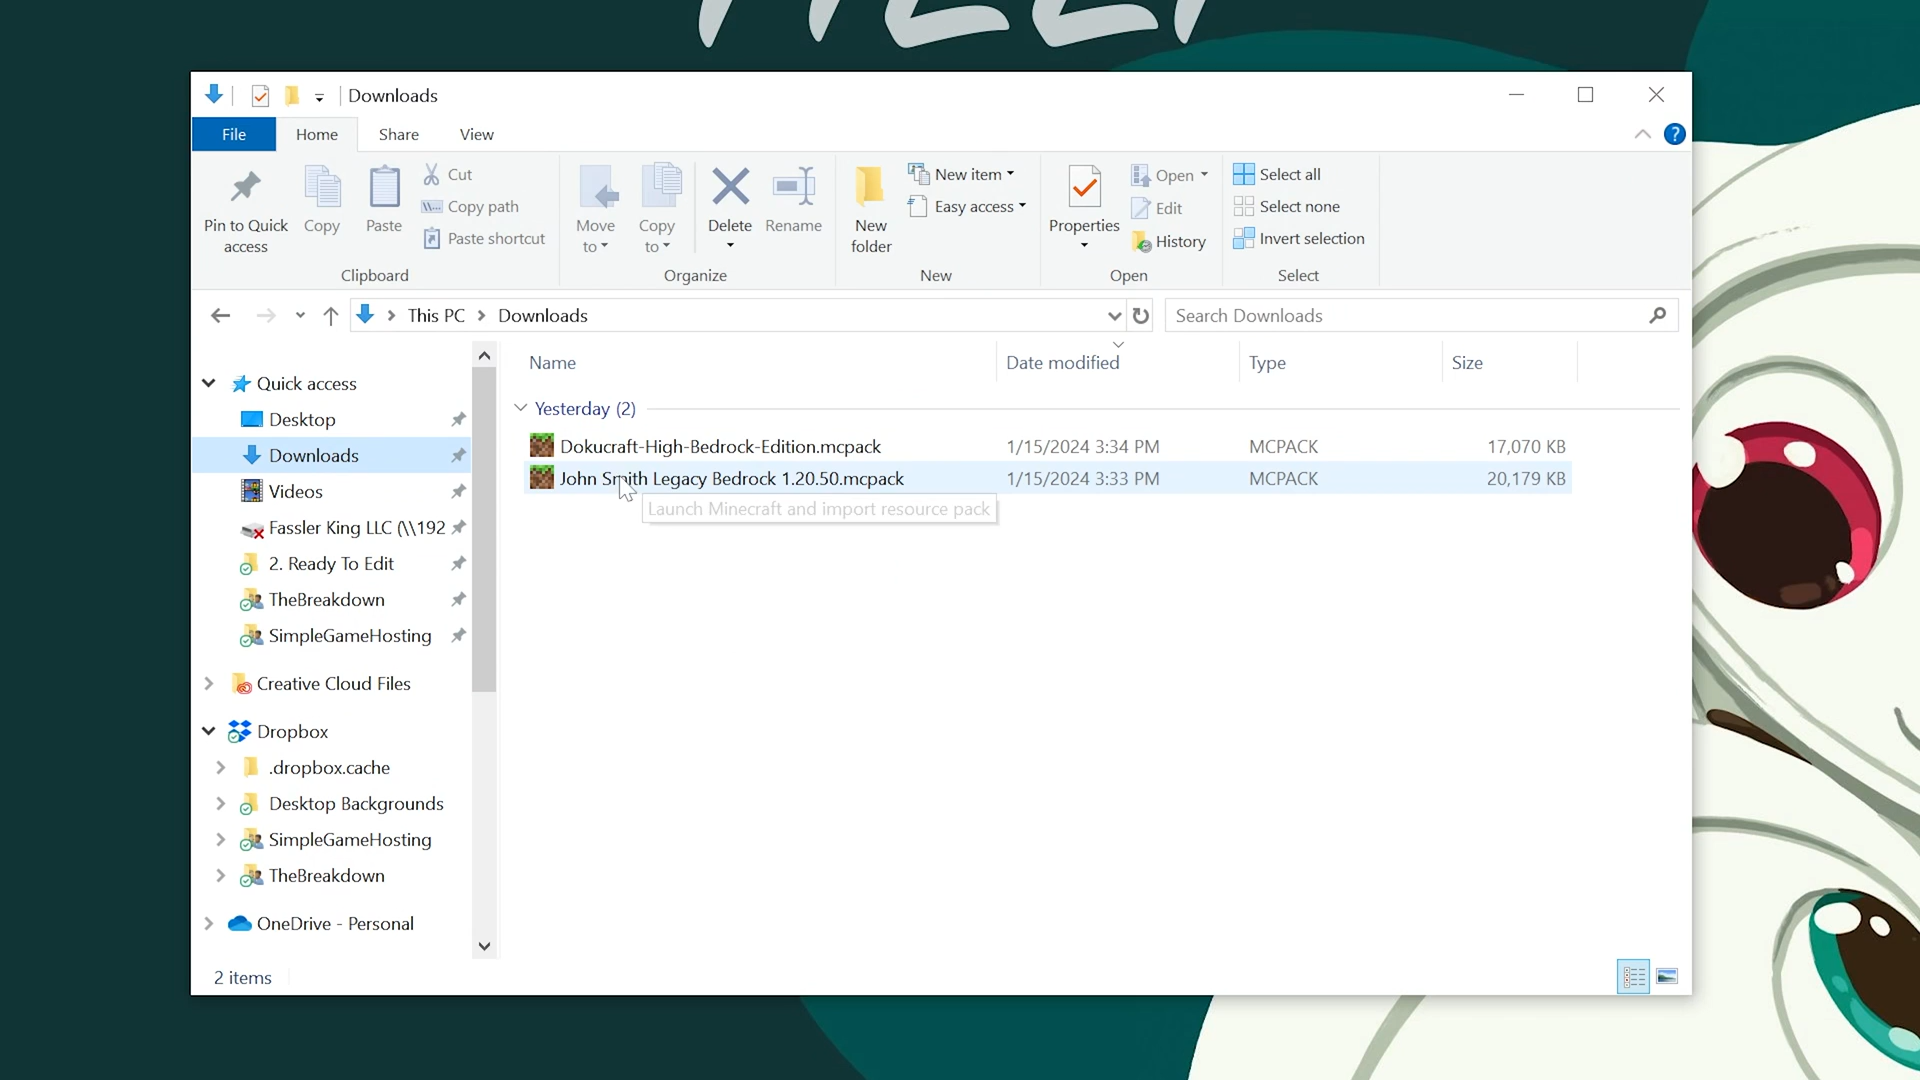 HELP
Downloads
File Home Share View
?
Pin to Quick access
Copy
Paste
Cut
Copy path
Paste shortcut
Clipboard
Move to
Copy to
Delete
Rename
Organize
New folder
New item
Easy access
New
Properties
Open
Edit
History
Open
Select all
Select none
Invert selection
Select
This PC > Downloads
Search Downloads
Name Date modified Type Size
Yesterday (2)
Dokucraft-High-Bedrock-Edition.mcpack 1/15/2024 3:34 PM MCPACK 17,070 KB
John Smith Legacy Bedrock 1.20.50.mcpack 1/15/2024 3:33 PM MCPACK 20,179 KB
Launch Minecraft and import resource pack
Quick access
Desktop
Downloads
Videos
Fassler King LLC (\\192
2. Ready To Edit
TheBreakdown
SimpleGameHosting
Creative Cloud Files
Dropbox
.dropbox.cache
Desktop Backgrounds
SimpleGameHosting
TheBreakdown
OneDrive - Personal
2 items